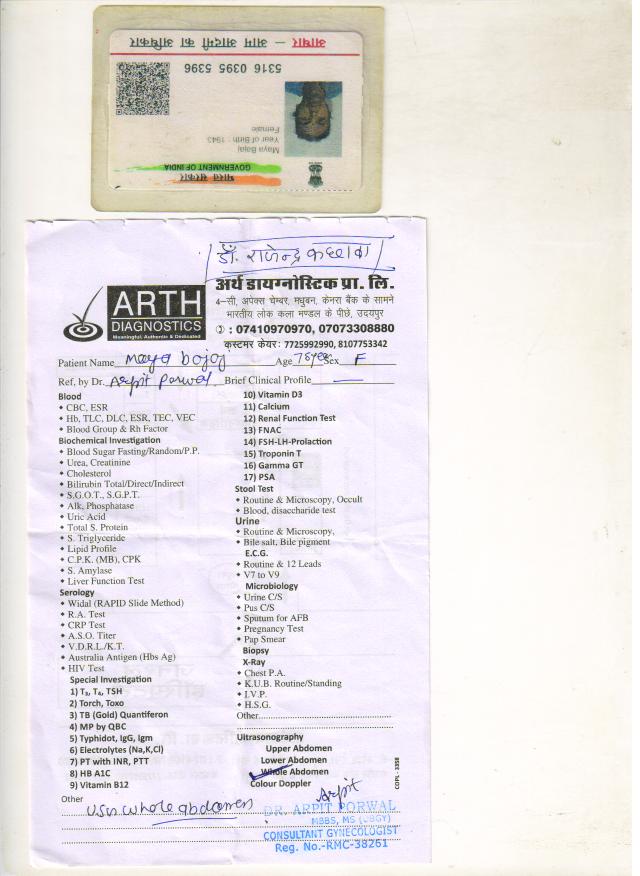 आधार – आम आदमी का अधिकार
5316 0395 5396
Maya Bojaj
Year of Birth : 1943
Female
भारत सरकार
GOVERNMENT OF INDIA
डॉ. राजेन्द्र कच्छावा
अर्थ डायग्नोस्टिक प्रा. लि.
ARTH
DIAGNOSTICS
Meaningful, Authentic & Dedicated
4-सी, अपेक्स चेम्बर, मधुबन, केनरा बैंक के सामने
भारतीय लोक कला मण्डल के पीछे, उदयपुर
: 07410970970, 07073308880
कस्टमर केयर: 7725992990, 8107753342
Patient Name Maya bojaj Age 78 year Sex F
Ref, by Dr. Arpit Porwal Brief Clinical Profile
Blood
CBC, ESR
Hb, TLC, DLC, ESR, TEC, VEC
Blood Group & Rh Factor
Biochemical Investigation
Blood Sugar Fasting/Random/P.P.
Urea, Creatinine
Cholesterol
Bilirubin Total/Direct/Indirect
S.G.O.T., S.G.P.T.
Alk, Phosphatase
Uric Acid
Total S. Protein
S. Triglyceride
Lipid Profile
C.P.K. (MB), CPK
S. Amylase
Liver Function Test
Serology
Widal (RAPID Slide Method)
R.A. Test
CRP Test
A.S.O. Titer
V.D.R.L./K.T.
Australia Antigen (Hbs Ag)
HIV Test
Special Investigation
1) T₃, T₄, TSH
2) Torch, Toxo
3) TB (Gold) Quantiferon
4) MP by QBC
5) Typhidot, IgG, Igm
6) Electrolytes (Na,K,Cl)
7) PT with INR, PTT
8) HB A1C
9) Vitamin B12
10) Vitamin D3
11) Calcium
12) Renal Function Test
13) FNAC
14) FSH-LH-Prolaction
15) Troponin T
16) Gamma GT
17) PSA
Stool Test
Routine & Microscopy, Occult
Blood, disaccharide test
Urine
Routine & Microscopy,
Bile salt, Bile pigment
E.C.G.
Routine & 12 Leads
V7 to V9
Microbiology
Urine C/S
Pus C/S
Sputum for AFB
Pregnancy Test
Pap Smear
Biopsy
X-Ray
Chest P.A.
K.U.B. Routine/Standing
I.V.P.
H.S.G.
Other
Ultrasonography
Upper Abdomen
Lower Abdomen
Whole Abdomen
Colour Doppler
COPL - 3358
Other USG whole abdomen
Arpit
DR. ARPIT PORWAL
MBBS, MS (OBGY)
CONSULTANT GYNECOLOGIST
Reg. No.-RMC-38261